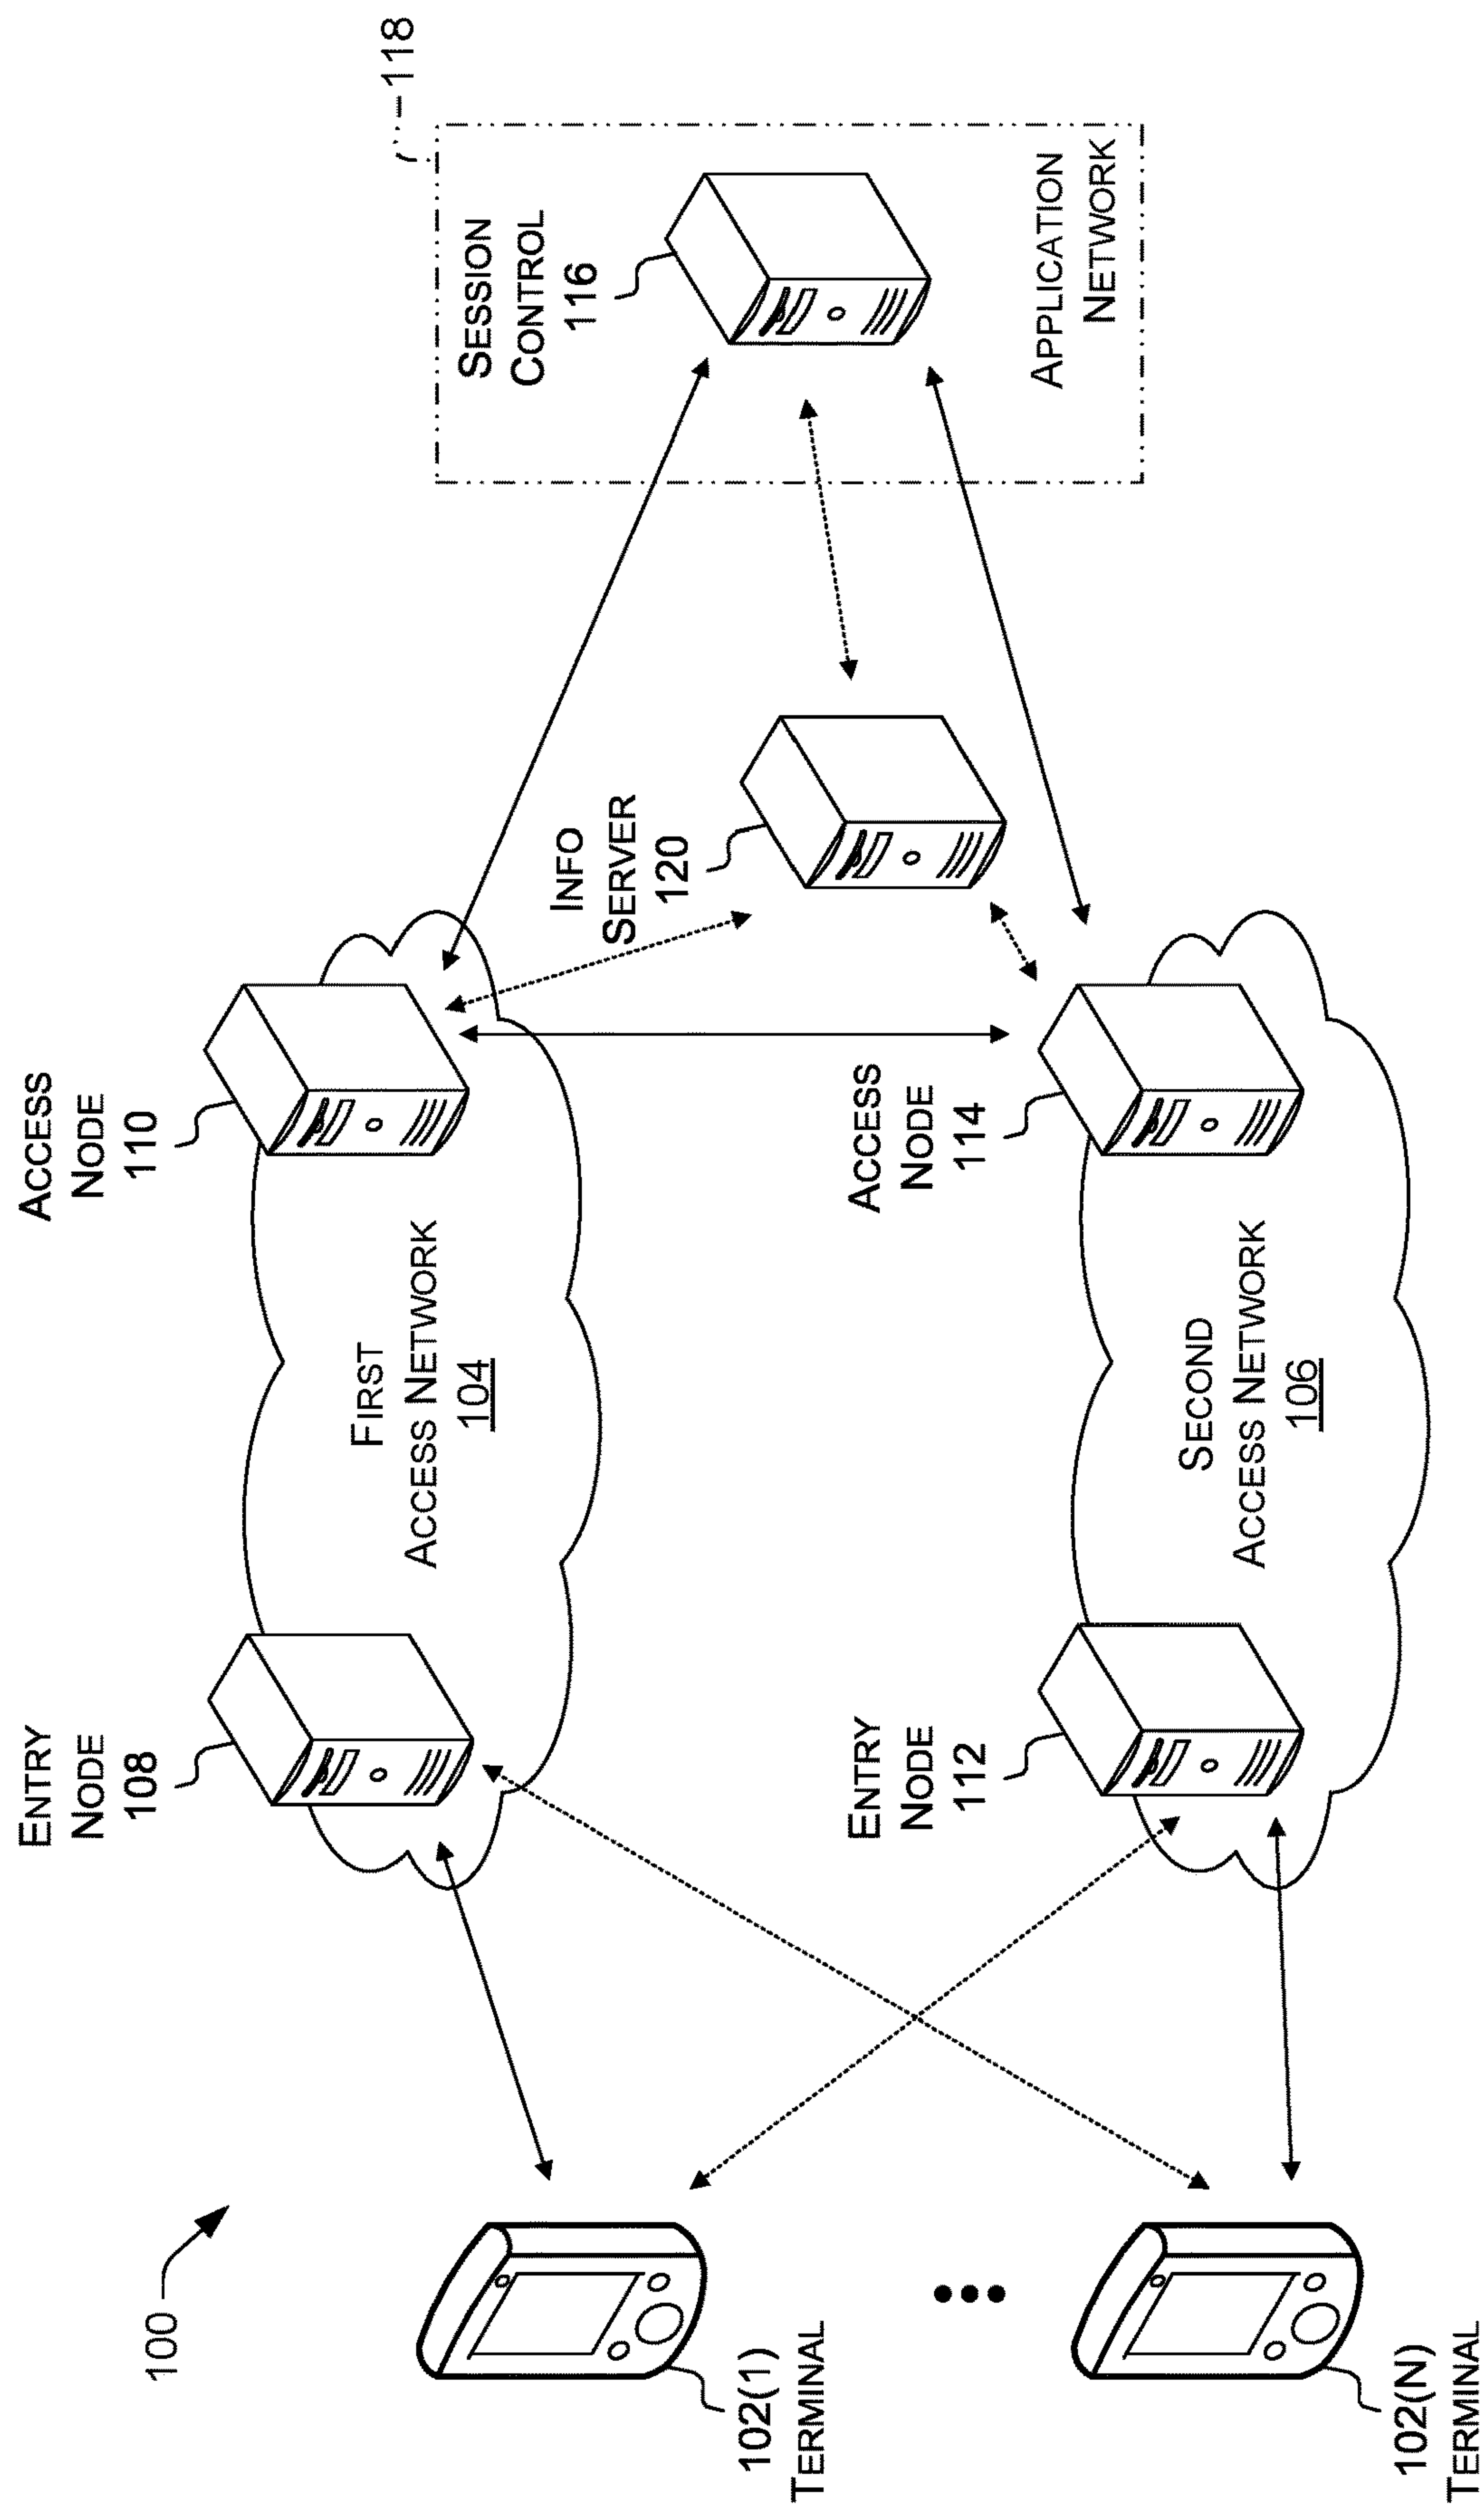 100
102(1)
TERMINAL
102(N)
TERMINAL
ENTRY
NODE
108
FIRST
ACCESS NETWORK
104
ACCESS
NODE
110
ENTRY
NODE
112
SECOND
ACCESS NETWORK
106
ACCESS
NODE
114
INFO
SERVER
120
SESSION
CONTROL
116
APPLICATION
NETWORK
118